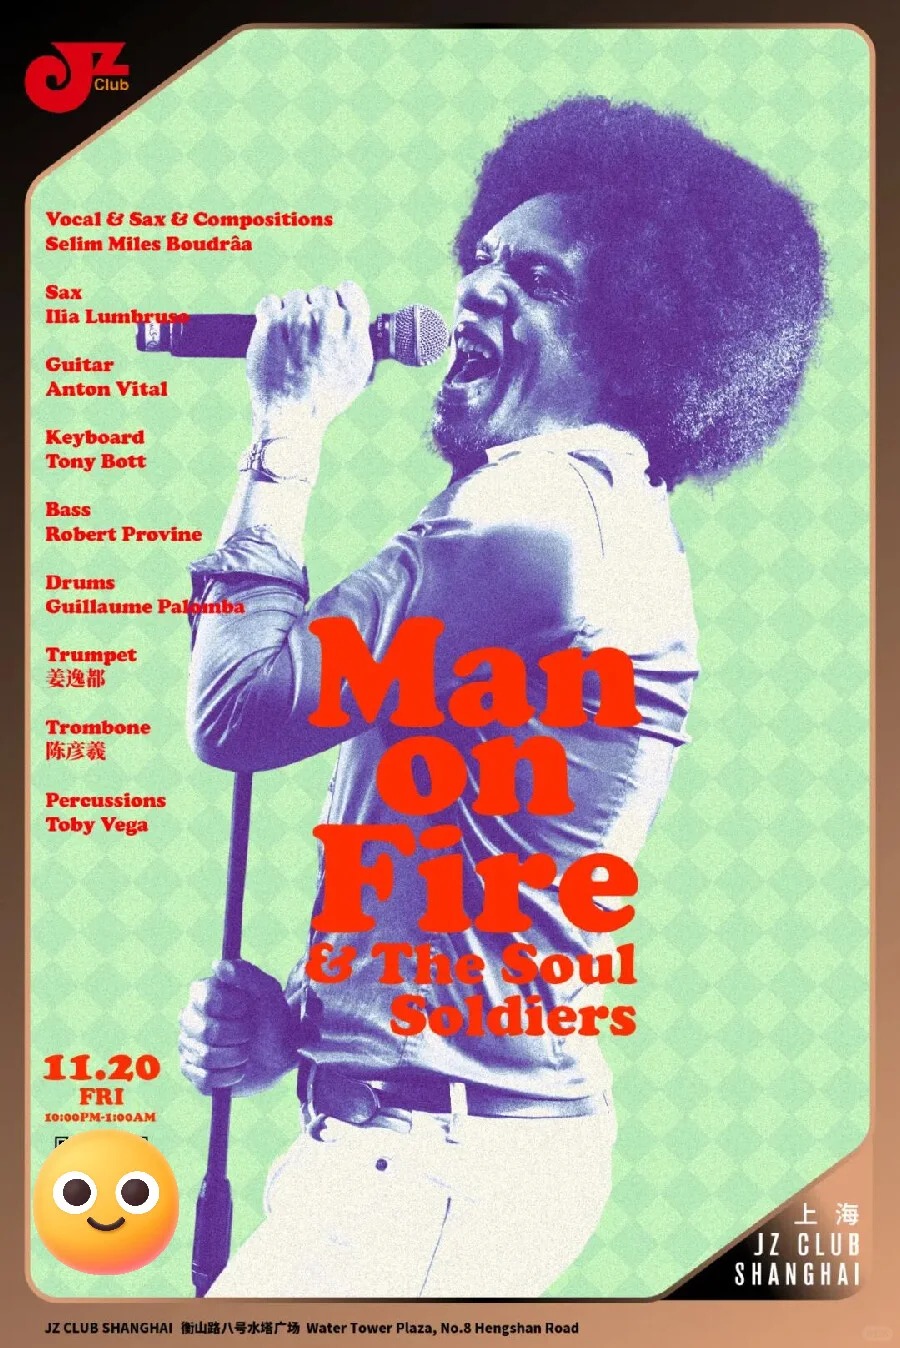 JZ
Club
Vocal & Sax & Compositions
Selim Miles Boudrâa
Sax
Ilia Lumbruso
Guitar
Anton Vital
Keyboard
Tony Bott
Bass
Robert Provine
Drums
Guillaume Palomba
Trumpet
姜逸都
Trombone
陈彦羲
Percussions
Toby Vega
Man
on
Fire
& The Soul
Soldiers
11.20
FRI
10:00PM-1:00AM
上 海
JZ CLUB
SHANGHAI
JZ CLUB SHANGHAI 衡山路八号水塔广场 Water Tower Plaza, No.8 Hengshan Road